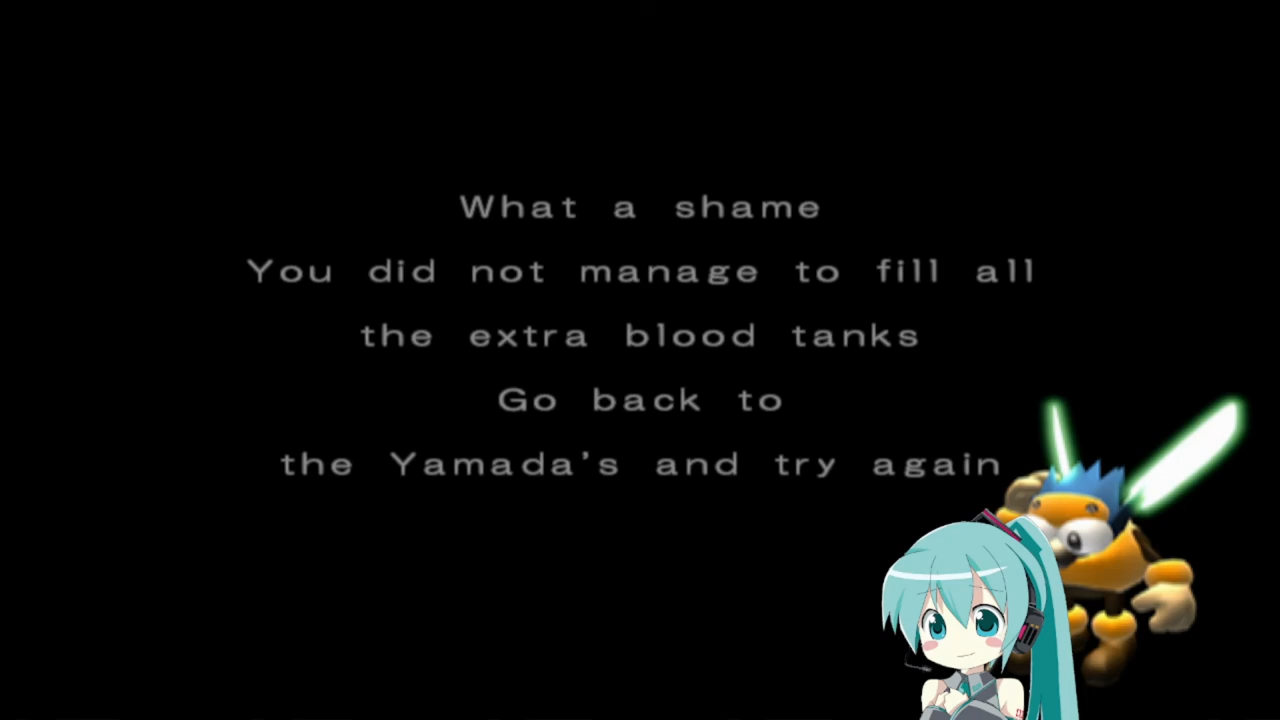 What a shame
You did not manage to fill all
the extra blood tanks
Go back to
the Yamada's and try again